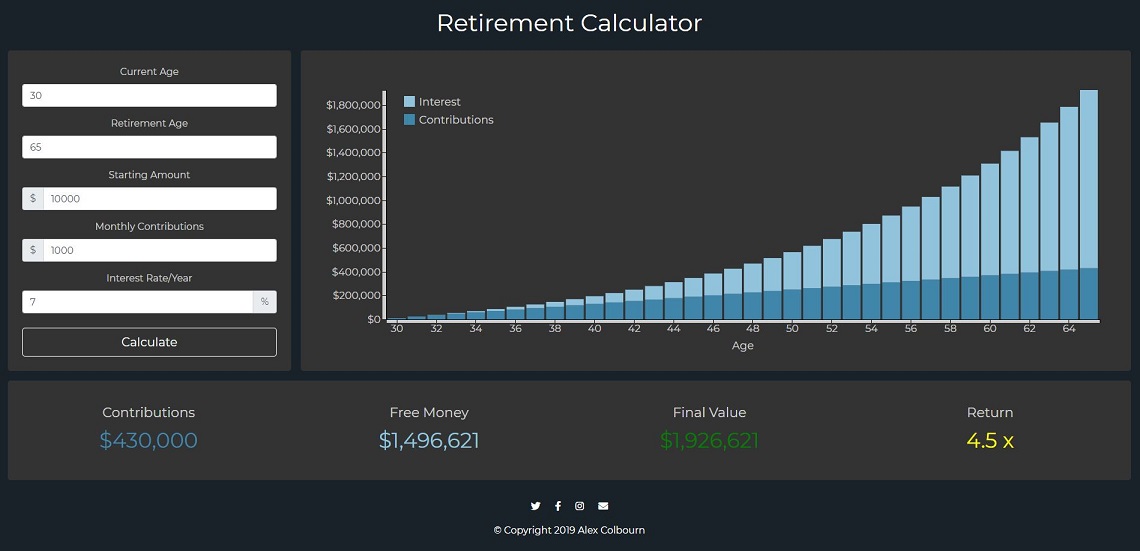 Retirement Calculator
Current Age
30
Retirement Age
65
Starting Amount
$ 10000
Monthly Contributions
$ 1000
Interest Rate/Year
7 %
Calculate
Interest
Contributions
$1,800,000
$1,600,000
$1,400,000
$1,200,000
$1,000,000
$800,000
$600,000
$400,000
$200,000
$0
30 32 34 36 38 40 42 44 46 48 50 52 54 56 58 60 62 64
Age
Contributions
$430,000
Free Money
$1,496,621
Final Value
$1,926,621
Return
4.5 x
© Copyright 2019 Alex Colbourn